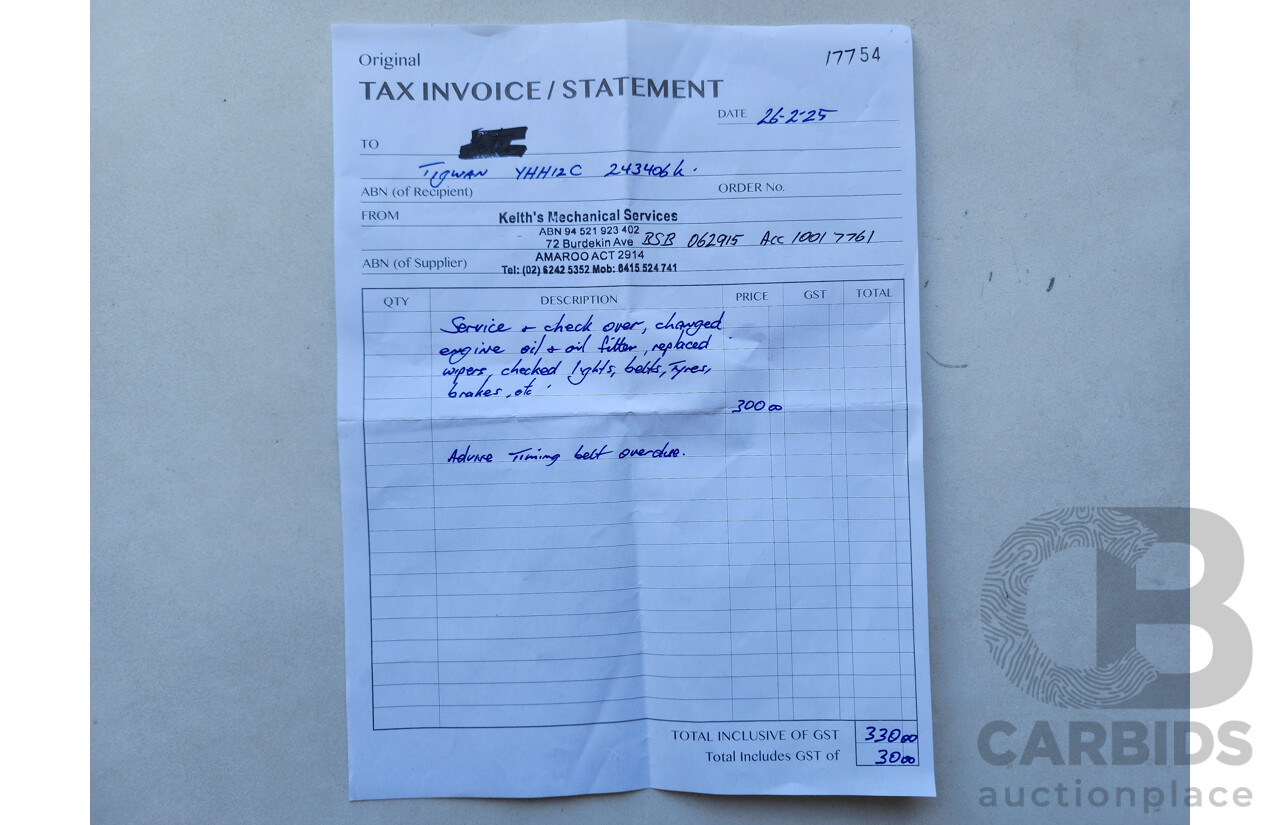 Original
17754
TAX INVOICE / STATEMENT
DATE 26-2-25
TO
TIGWAN YHH12C 243406k.
ABN (of Recipient)
ORDER No.
FROM
Keith's Mechanical Services
ABN 94 521 923 402
72 Burdekin Ave BSB 062915 Acc 1001 7761
AMAROO ACT 2914
ABN (of Supplier)
Tel: (02) 6242 5352 Mob: 0415 524 741
QTY DESCRIPTION PRICE GST TOTAL
Service + check over, changed
engine oil + oil filter, replaced
wipers, checked lights, belts, Tyres,
brakes, etc.
300 00
Advise Timing belt overdue.
TOTAL INCLUSIVE OF GST 330 00
Total Includes GST of 30 00
CB
CARBIDS
auctionplace